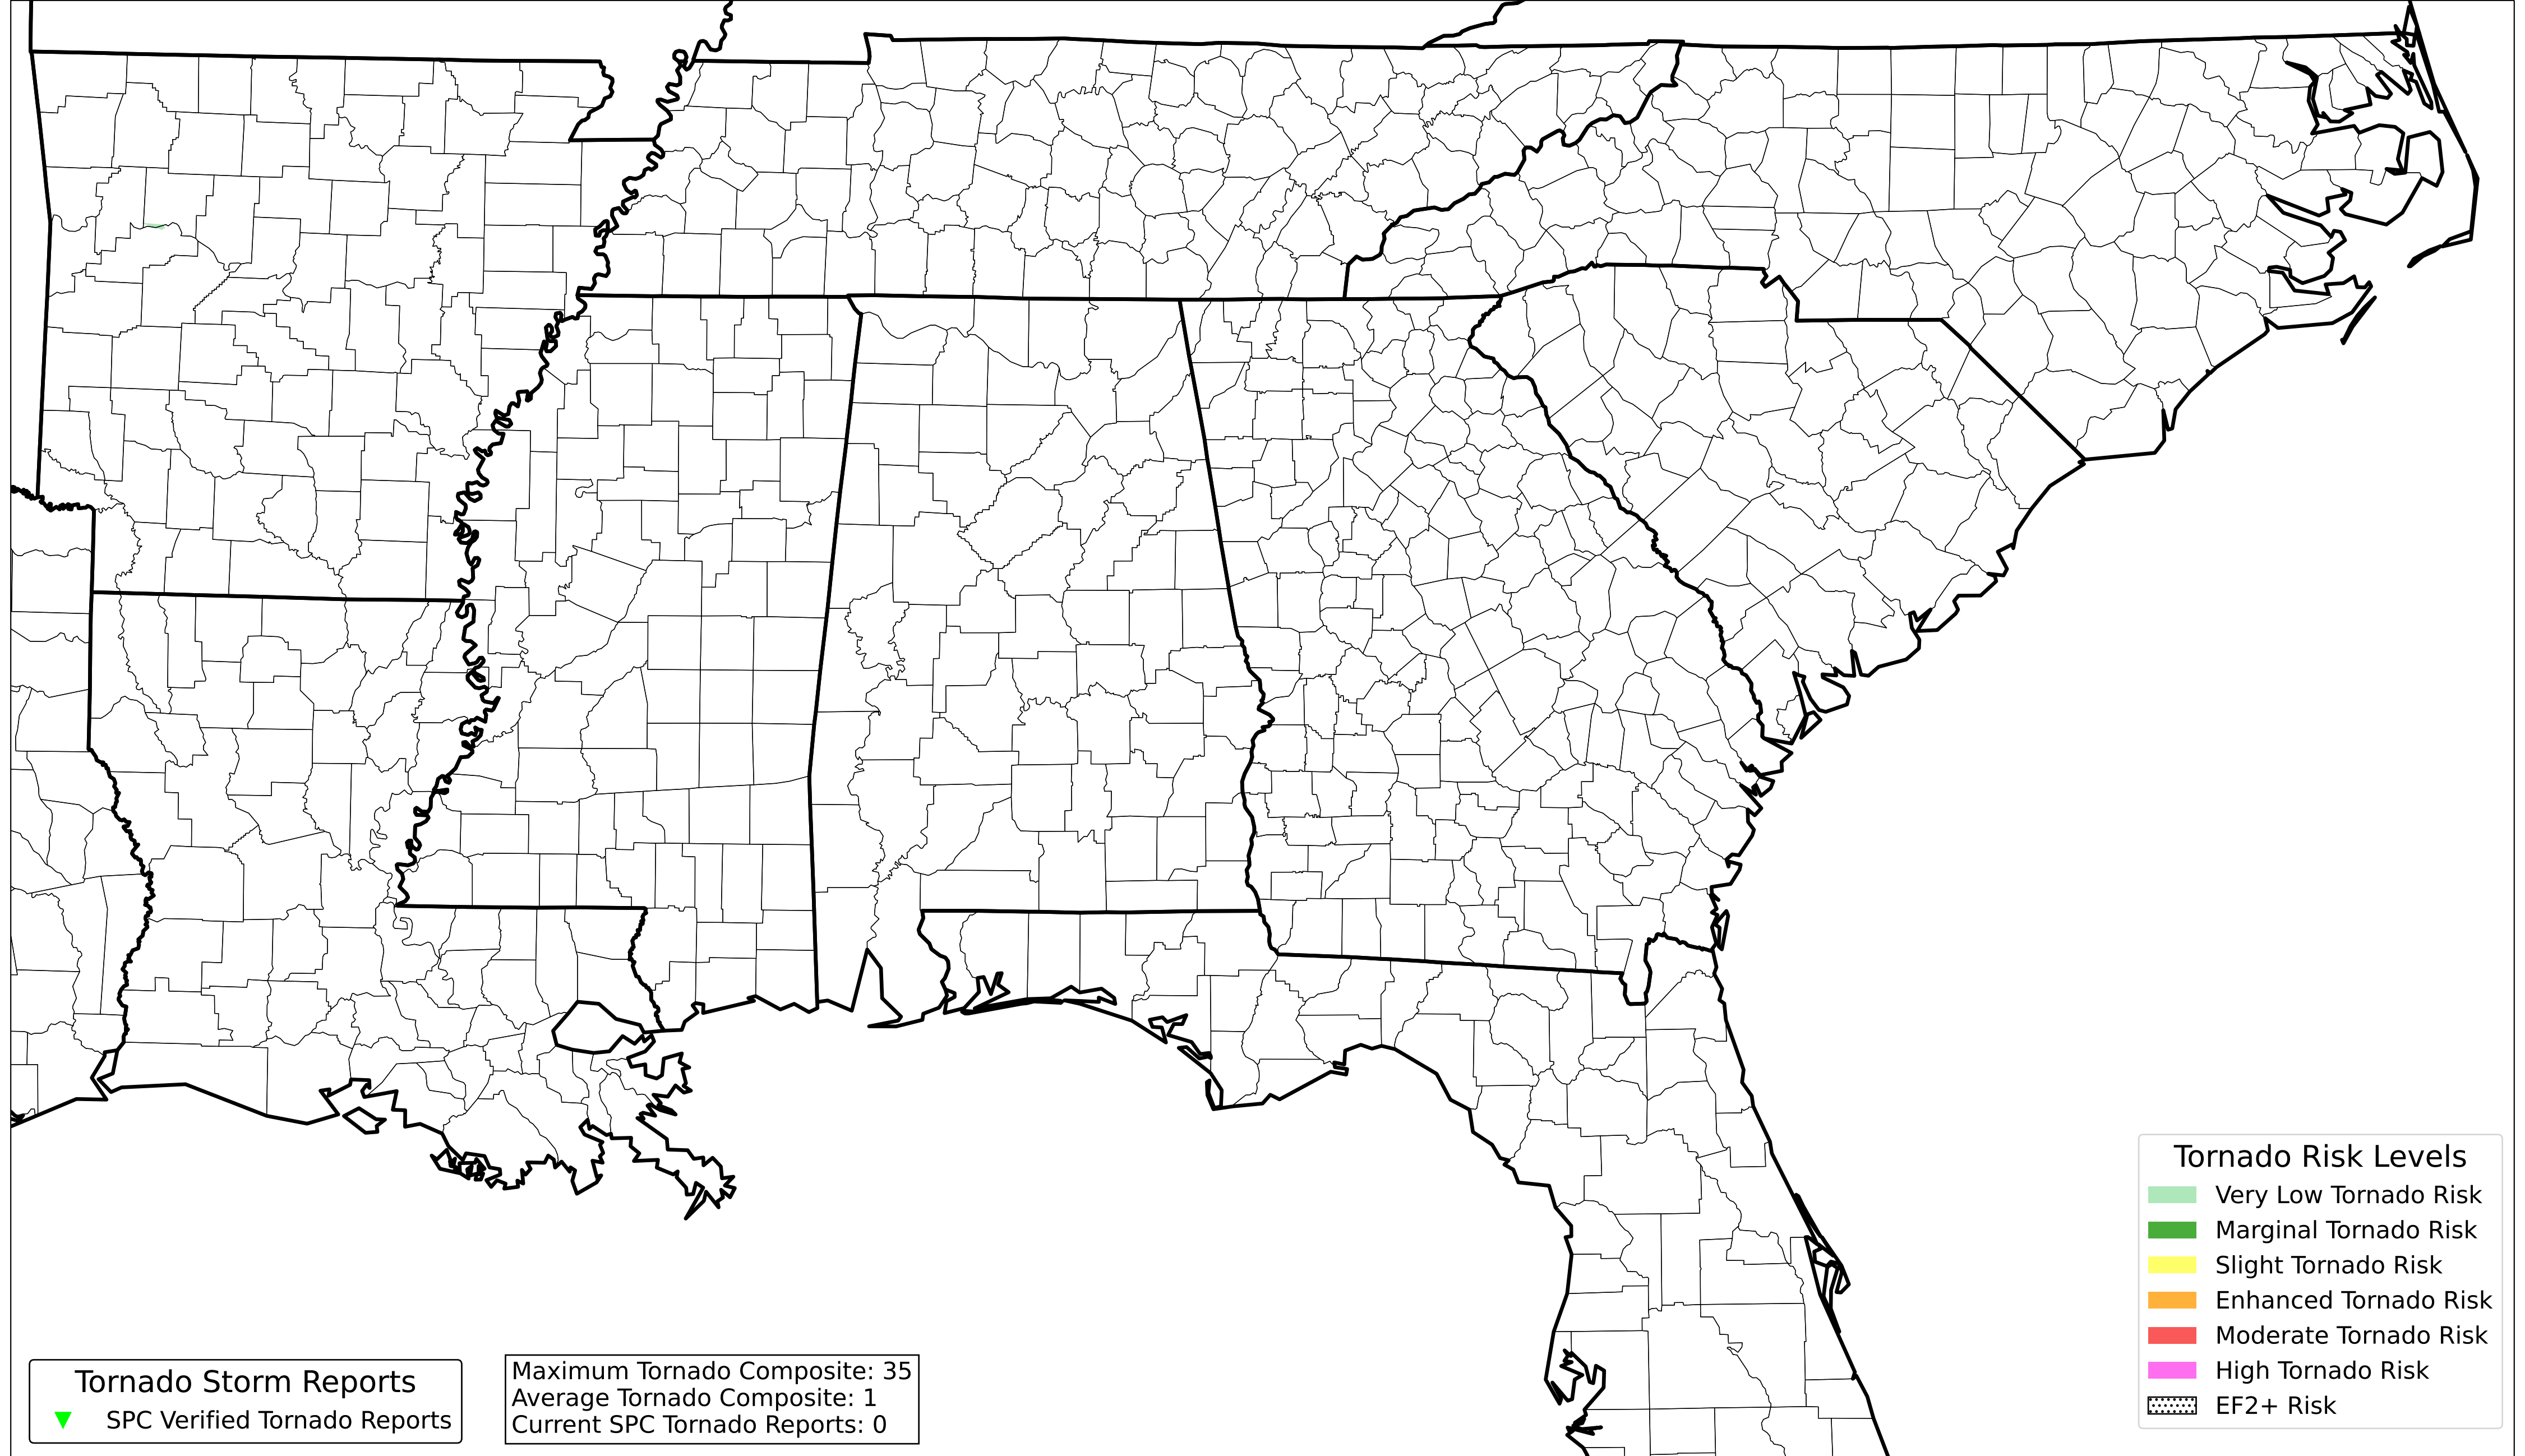 Tornado Risk Levels
Very Low Tornado Risk
Marginal Tornado Risk
Slight Tornado Risk
Enhanced Tornado Risk
Moderate Tornado Risk
High Tornado Risk
EF2+ Risk
Tornado Storm Reports
SPC Verified Tornado Reports
Maximum Tornado Composite: 35
Average Tornado Composite: 1
Current SPC Tornado Reports: 0